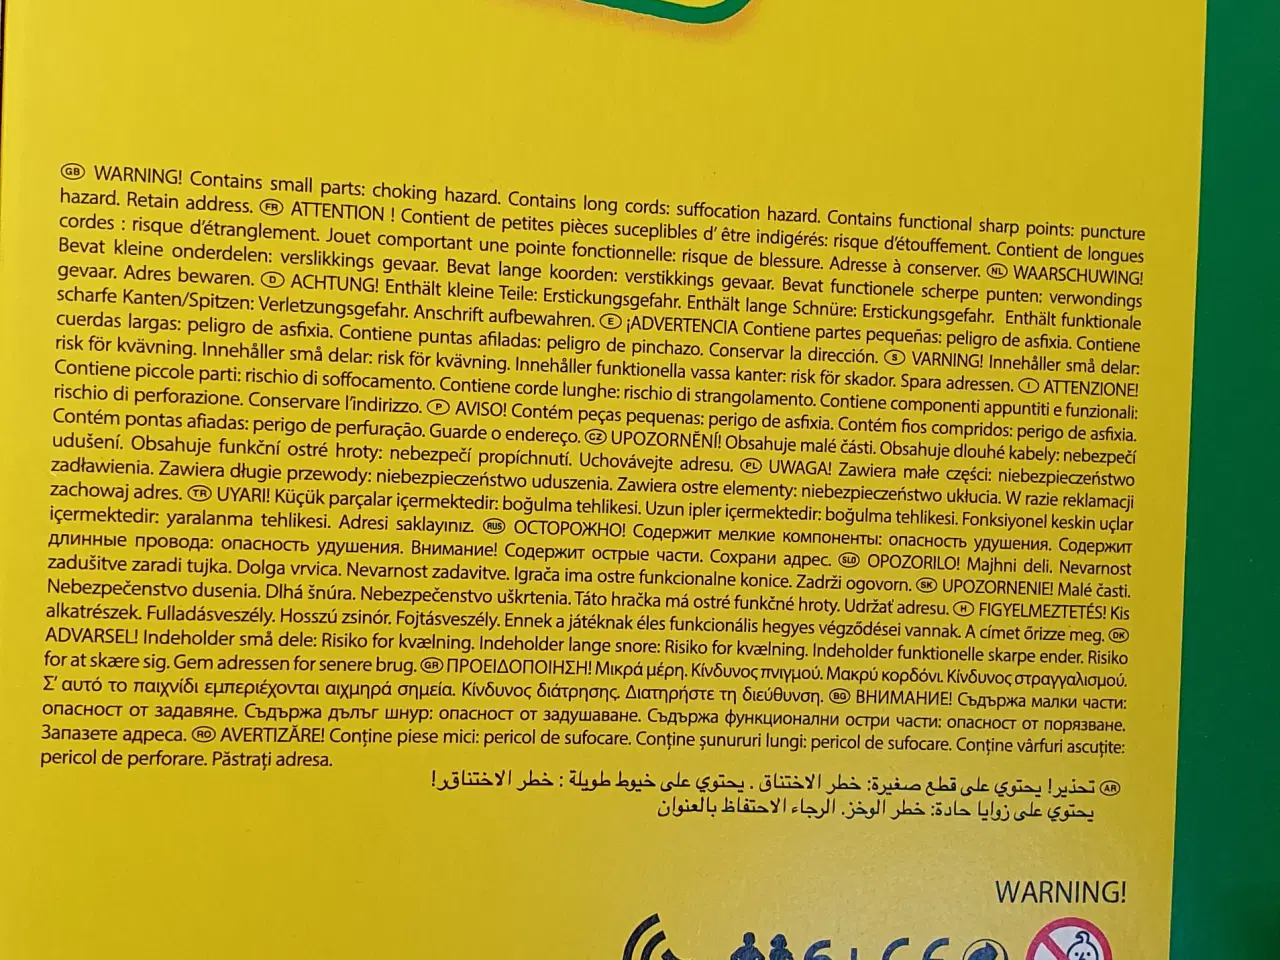 GB WARNING! Contains small parts: choking hazard. Contains long cords: suffocation hazard. Contains functional sharp points: puncture
hazard. Retain address. FR ATTENTION ! Contient de petites pièces suceplibles d' être indigérés: risque d'étouffement. Contient de longues
cordes : risque d'étranglement. Jouet comportant une pointe fonctionnelle: risque de blessure. Adresse à conserver. NL WAARSCHUWING!
Bevat kleine onderdelen: verslikkings gevaar. Bevat lange koorden: verstikkings gevaar. Bevat functionele scherpe punten: verwondings
gevaar. Adres bewaren. D ACHTUNG! Enthält kleine Teile: Erstickungsgefahr. Enthält lange Schnüre: Erstickungsgefahr. Enthält funktionale
scharfe Kanten/Spitzen: Verletzungsgefahr. Anschrift aufbewahren. E ¡ADVERTENCIA Contiene partes pequeñas: peligro de asfixia. Contiene
cuerdas largas: peligro de asfixia. Contiene puntas afiladas: peligro de pinchazo. Conservar la dirección. S VARNING! Innehåller små delar:
risk för kvävning. Innehåller små delar: risk för kvävning. Innehåller funktionella vassa kanter: risk för skador. Spara adressen. I ATTENZIONE!
Contiene piccole parti: rischio di soffocamento. Contiene corde lunghe: rischio di strangolamento. Contiene componenti appuntiti e funzionali:
rischio di perforazione. Conservare l'indirizzo. P AVISO! Contém peças pequenas: perigo de asfixia. Contém fios compridos: perigo de asfixia.
Contém pontas afiadas: perigo de perfuração. Guarde o endereço. CZ UPOZORNĚNÍ! Obsahuje malé části. Obsahuje dlouhé kabely: nebezpečí
udušení. Obsahuje funkční ostré hroty: nebezpečí propíchnutí. Uchovávejte adresu. PL UWAGA! Zawiera małe części: niebezpieczeństwo
zadławienia. Zawiera długie przewody: niebezpieczeństwo uduszenia. Zawiera ostre elementy: niebezpieczeństwo ukłucia. W razie reklamacji
zachowaj adres. TR UYARI! Küçük parçalar içermektedir: boğulma tehlikesi. Uzun ipler içermektedir: boğulma tehlikesi. Fonksiyonel keskin uçlar
içermektedir: yaralanma tehlikesi. Adresi saklayınız. RUS ОСТОРОЖНО! Содержит мелкие компоненты: опасность удушения. Содержит
длинные провода: опасность удушения. Внимание! Содержит острые части. Сохрани адрес. SLO OPOZORILO! Majhni deli. Nevarnost
zadušitve zaradi tujka. Dolga vrvica. Nevarnost zadavitve. Igrača ima ostre funkcionalne konice. Zadrži ogovorn. SK UPOZORNENIE! Malé časti.
Nebezpečenstvo dusenia. Dlhá šnúra. Nebezpečenstvo uškrtenia. Táto hračka má ostré funkčné hroty. Udržať adresu. H FIGYELMEZTETÉS! Kis
alkatrészek. Fulladásveszély. Hosszú zsinór. Fojtásveszély. Ennek a játéknak éles funkcionális hegyes végződései vannak. A címet őrizze meg. DK
ADVARSEL! Indeholder små dele: Risiko for kvælning. Indeholder lange snore: Risiko for kvælning. Indeholder funktionelle skarpe ender. Risiko
for at skære sig. Gem adressen for senere brug. GR ΠΡΟΕΙΔΟΠΟΙΗΣΗ! Μικρά μέρη. Κίνδυνος πνιγμού. Μακρύ κορδόνι. Κίνδυνος στραγγαλισμού.
Σ' αυτό το παιχνίδι εμπεριέχονται αιχμηρά σημεία. Κίνδυνος διάτρησης. Διατηρήστε τη διεύθυνση. BG ВНИМАНИЕ! Съдържа малки части:
опасност от задавяне. Съдържа дълъг шнур: опасност от задушаване. Съдържа функционални остри части: опасност от порязване.
Запазете адреса. RO AVERTIZĂRE! Conţine piese mici: pericol de sufocare. Conţine şunururi lungi: pericol de sufocare. Conţine vârfuri ascuţite:
pericol de perforare. Păstraţi adresa.
AR تحذير! يحتوي على قطع صغيرة: خطر الاختناق . يحتوي على خيوط طويلة : خطر الاختناقر!
يحتوي على زوايا حادة: خطر الوخز. الرجاء الاحتفاظ بالعنوان
WARNING!
CE